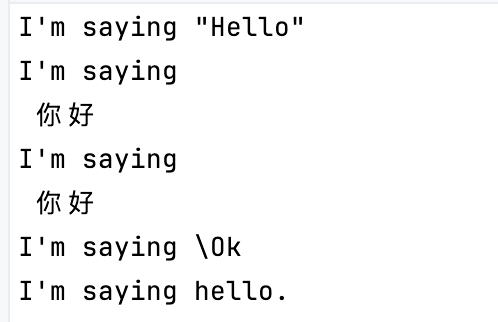 I'm saying "Hello"
I'm saying
 你好
I'm saying
 你好
I'm saying \Ok
I'm saying hello.